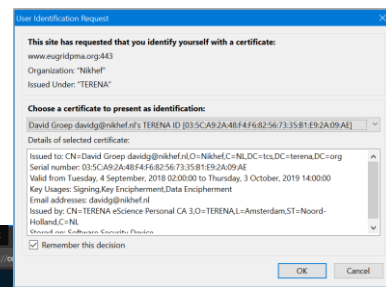 User Identification Request
This site has requested that you identify yourself with a certificate:
www.eugridpma.org:443
Organization: "Nikhef"
Issued Under: "TERENA"
Choose a certificate to present as identification:
David Groep davidg@nikhef.nl's TERENA ID [03:5C:A9:2A:48:F4:F6:82:56:73:35:B1:E9:2A:09:AE]
Details of selected certificate:
Issued to: CN=David Groep davidg@nikhef.nl,O=Nikhef,C=NL,DC=tcs,DC=terena,DC=org
Serial number: 03:5C:A9:2A:48:F4:F6:82:56:73:35:B1:E9:2A:09:AE
Valid from Tuesday, 4 September, 2018 02:00:00 to Thursday, 3 October, 2019 14:00:00
Key Usages: Signing,Key Encipherment,Data Encipherment
Email addresses: davidg@nikhef.nl
Issued by: CN=TERENA eScience Personal CA 3,O=TERENA,L=Amsterdam,ST=Noord-
Holland,C=NL
Stored on: Software Security Device
Remember this decision
OK Cancel